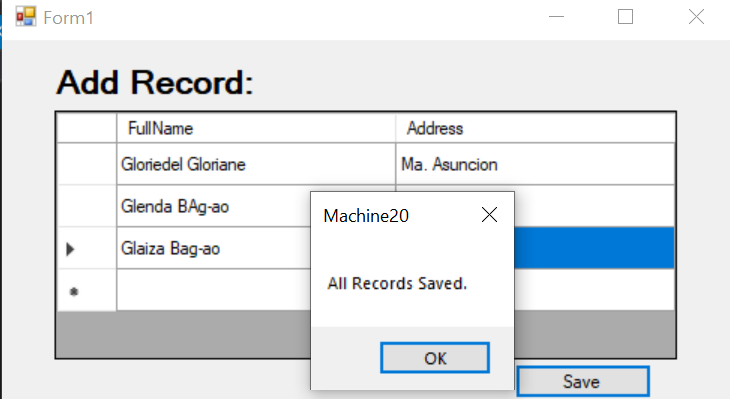 Form1
Add Record:
FullName Address
Gloriedel Gloriane Ma. Asuncion
Glenda BAg-ao
Glaiza Bag-ao
Machine20
All Records Saved.
OK
Save